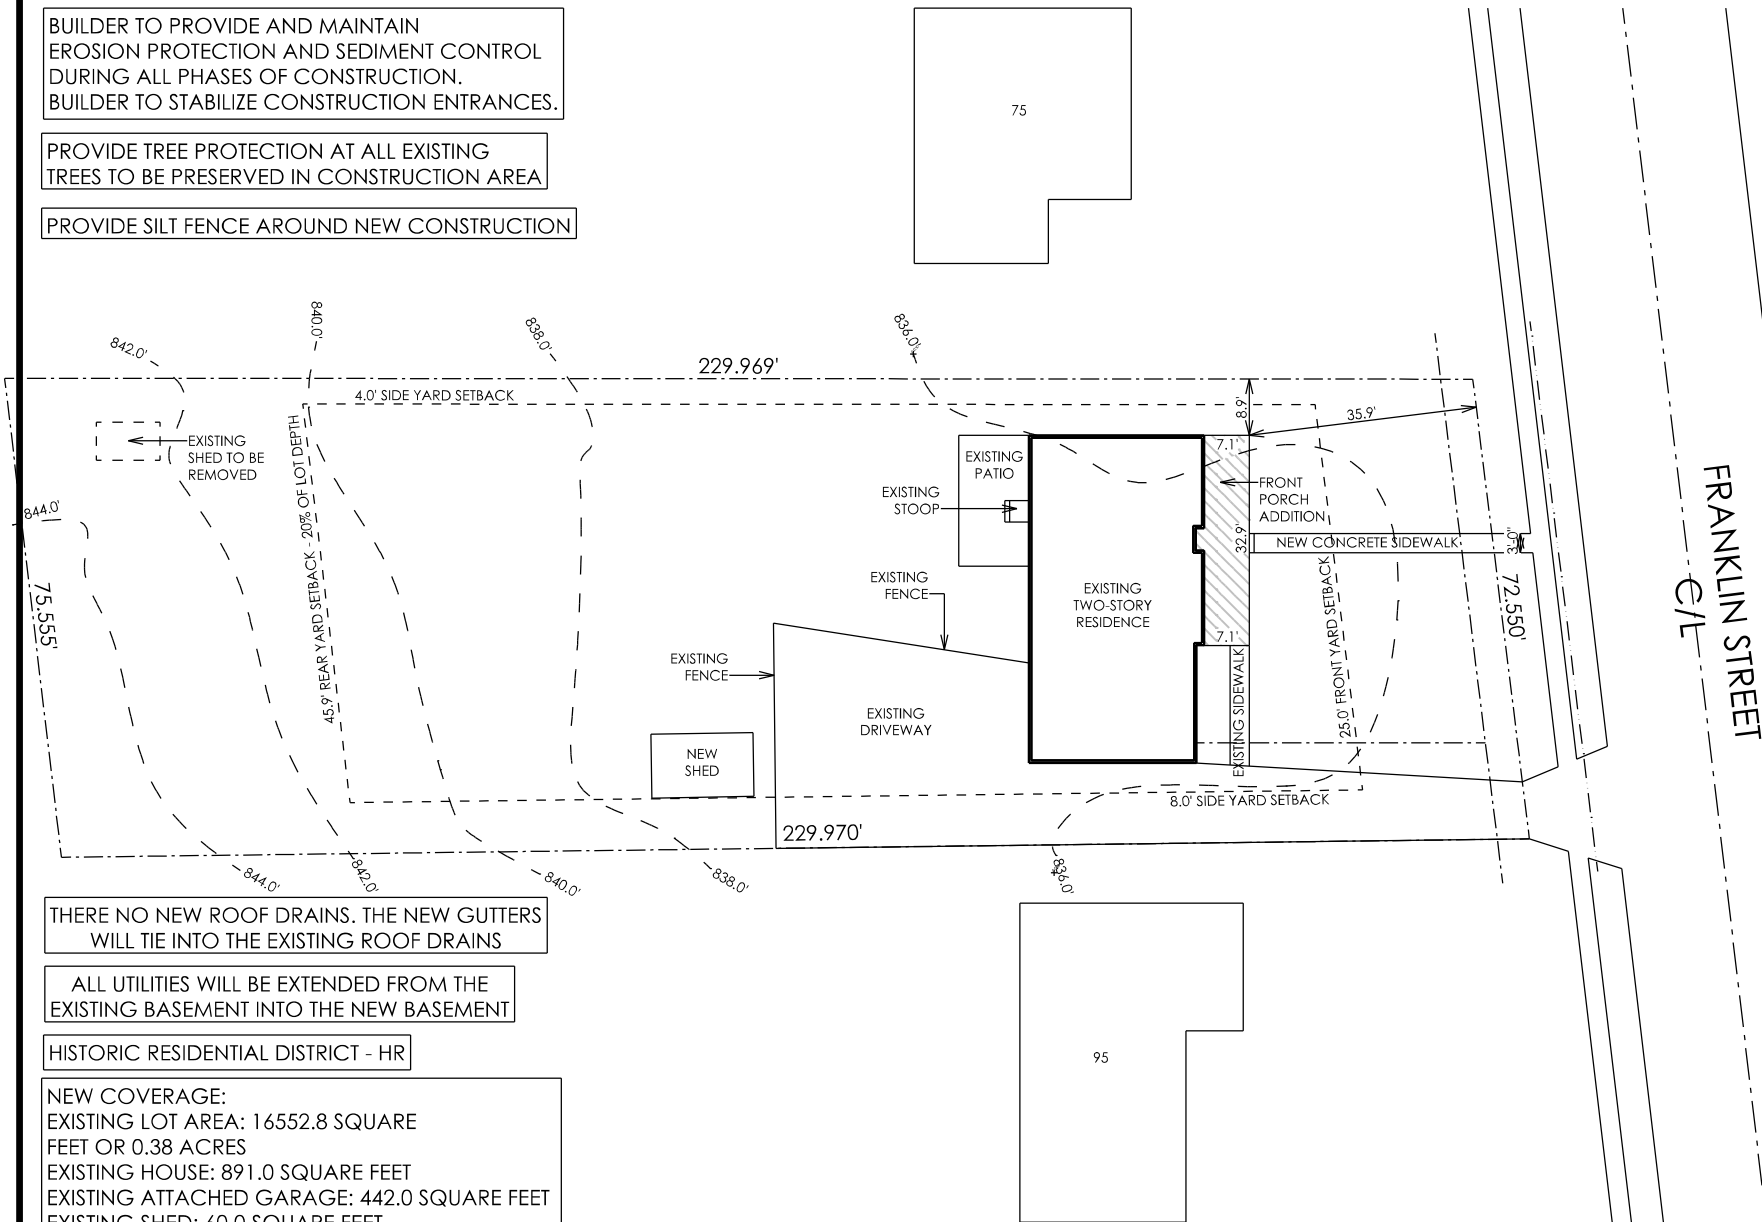 BUILDER TO PROVIDE AND MAINTAIN
EROSION PROTECTION AND SEDIMENT CONTROL
DURING ALL PHASES OF CONSTRUCTION.
BUILDER TO STABILIZE CONSTRUCTION ENTRANCES.
PROVIDE TREE PROTECTION AT ALL EXISTING
TREES TO BE PRESERVED IN CONSTRUCTION AREA
PROVIDE SILT FENCE AROUND NEW CONSTRUCTION
75
842.0'
840.0'
838.0'
836.0'
229.969'
4.0' SIDE YARD SETBACK
8.9'
35.9'
EXISTING
SHED TO BE
REMOVED
45.9' REAR YARD SETBACK - 20% OF LOT DEPTH
844.0'
75.555'
EXISTING
PATIO
EXISTING
STOOP
7.1'
FRONT
PORCH
ADDITION
32.9'
NEW CONCRETE SIDEWALK
3'-0"
EXISTING
FENCE
EXISTING
TWO-STORY
RESIDENCE
7.1'
25.0' FRONT YARD SETBACK
72.550'
FRANKLIN STREET
C/L
EXISTING
FENCE
EXISTING
DRIVEWAY
EXISTING SIDEWALK
NEW
SHED
8.0' SIDE YARD SETBACK
229.970'
844.0'
842.0'
840.0'
838.0'
836.0'
THERE NO NEW ROOF DRAINS. THE NEW GUTTERS
WILL TIE INTO THE EXISTING ROOF DRAINS
ALL UTILITIES WILL BE EXTENDED FROM THE
EXISTING BASEMENT INTO THE NEW BASEMENT
HISTORIC RESIDENTIAL DISTRICT - HR
95
NEW COVERAGE:
EXISTING LOT AREA: 16552.8 SQUARE
FEET OR 0.38 ACRES
EXISTING HOUSE: 891.0 SQUARE FEET
EXISTING ATTACHED GARAGE: 442.0 SQUARE FEET
EXISTING SHED: 60.0 SQUARE FEET